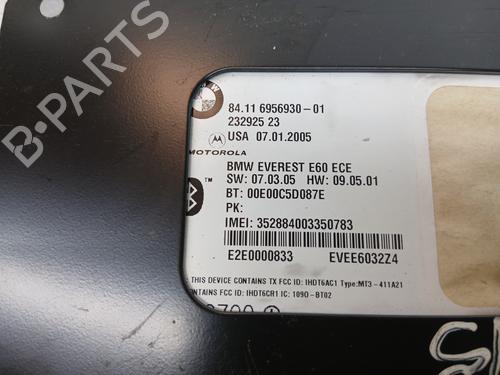 84.11 6956930-01
232925 23
USA 07.01.2005
MOTOROLA
BMW EVEREST E60 ECE
SW: 07.03.05 HW: 09.05.01
BT: 00E00C5D087E
PK:
IMEI: 352884003350783
E2E0000833 EVEE6032Z4
THIS DEVICE CONTAINS TX FCC ID: IHDT6AC1 Type:MT3-411A21
CONTAINS FCC ID: IHDT6CR1 IC: 109O-BT02
B-PARTS